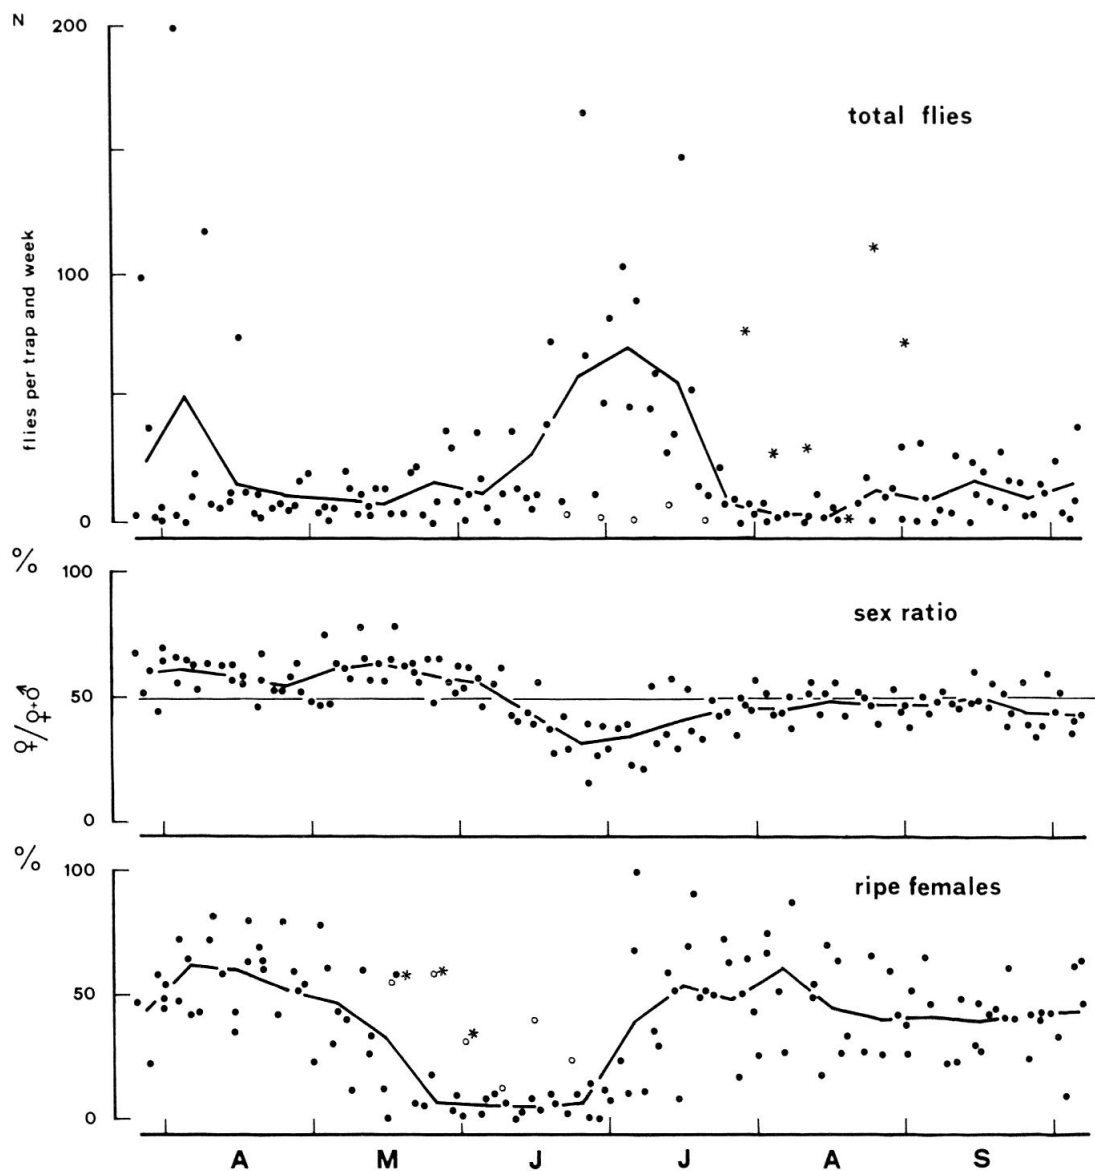 N
200
total flies
flies per trap and week
100
0
%
100
sex ratio
50
♀/♀+♂
0
%
100
ripe females
50
0
A M J J A S